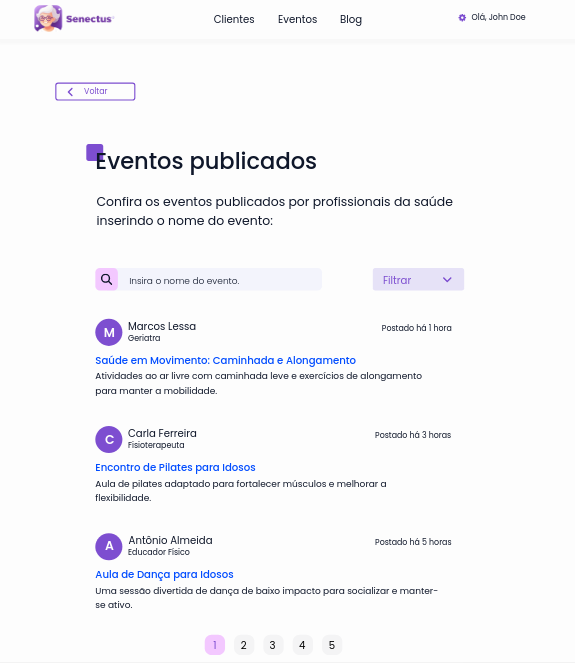 Senectus
Clientes
Eventos
Blog
Olá, John Doe
Voltar
Eventos publicados
Confira os eventos publicados por profissionais da saúde
inserindo o nome do evento:
Insira o nome do evento.
Filtrar
M
Marcos Lessa
Geriatra
Postado há 1 hora
Saúde em Movimento: Caminhada e Alongamento
Atividades ao ar livre com caminhada leve e exercícios de alongamento
para manter a mobilidade.
C
Carla Ferreira
Fisioterapeuta
Postado há 3 horas
Encontro de Pilates para Idosos
Aula de pilates adaptado para fortalecer músculos e melhorar a
flexibilidade.
A
Antônio Almeida
Educador Físico
Postado há 5 horas
Aula de Dança para Idosos
Uma sessão divertida de dança de baixo impacto para socializar e manter-
se ativo.
1 2 3 4 5